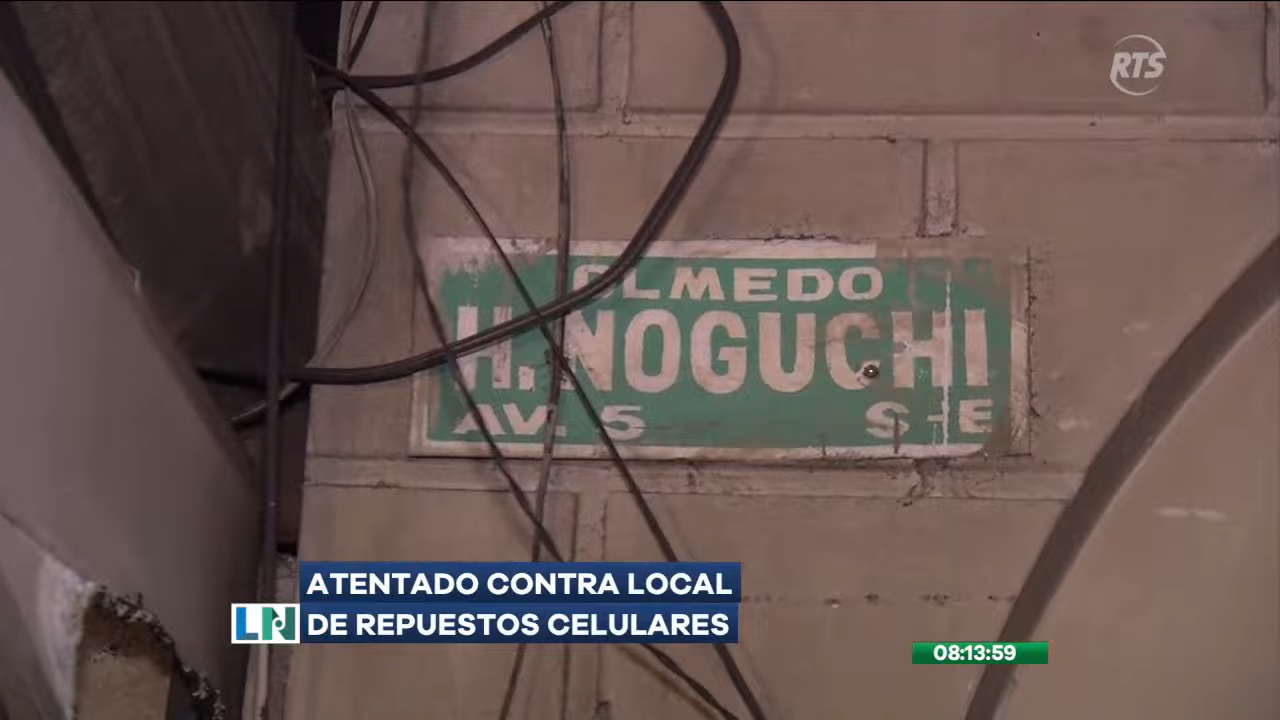 RTS
OLMEDO
H. NOGUCHI
AV. 5 S-E
ATENTADO CONTRA LOCAL
LN DE REPUESTOS CELULARES
08:13:59